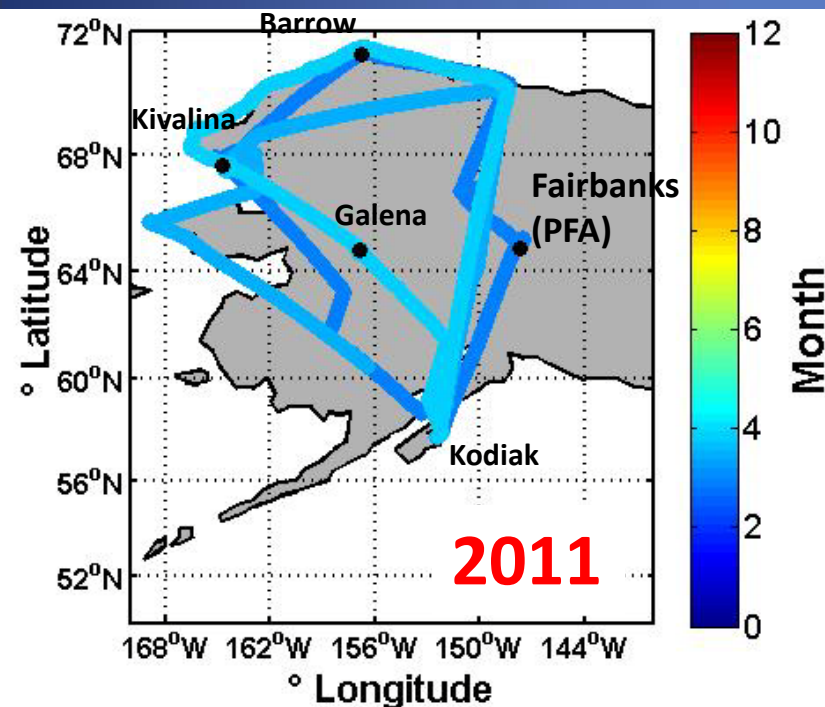 Barrow
72°N
Kivalina
68°N
Fairbanks
(PFA)
Galena
64°N
60°N
Kodiak
56°N
52°N
2011
168°W 162°W 156°W 150°W 144°W
° Longitude
° Latitude
12
10
8
6
4
2
0
Month